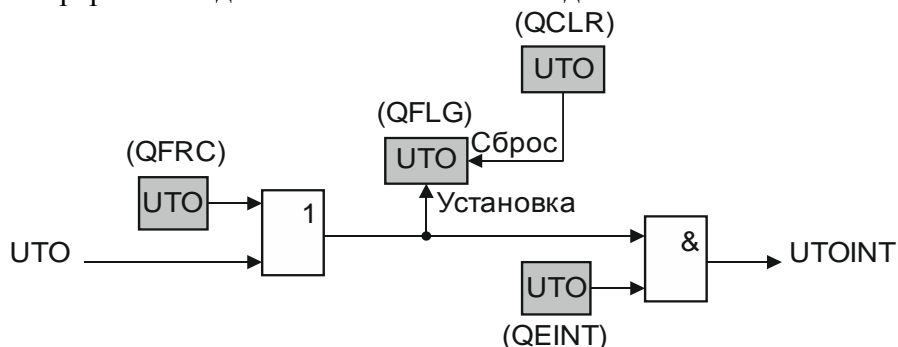 (QCLR)
UTO
(QFLG)
UTO
Сброс
(QFRC)
UTO
1
Установка
UTO
&
UTOINT
UTO
(QEINT)